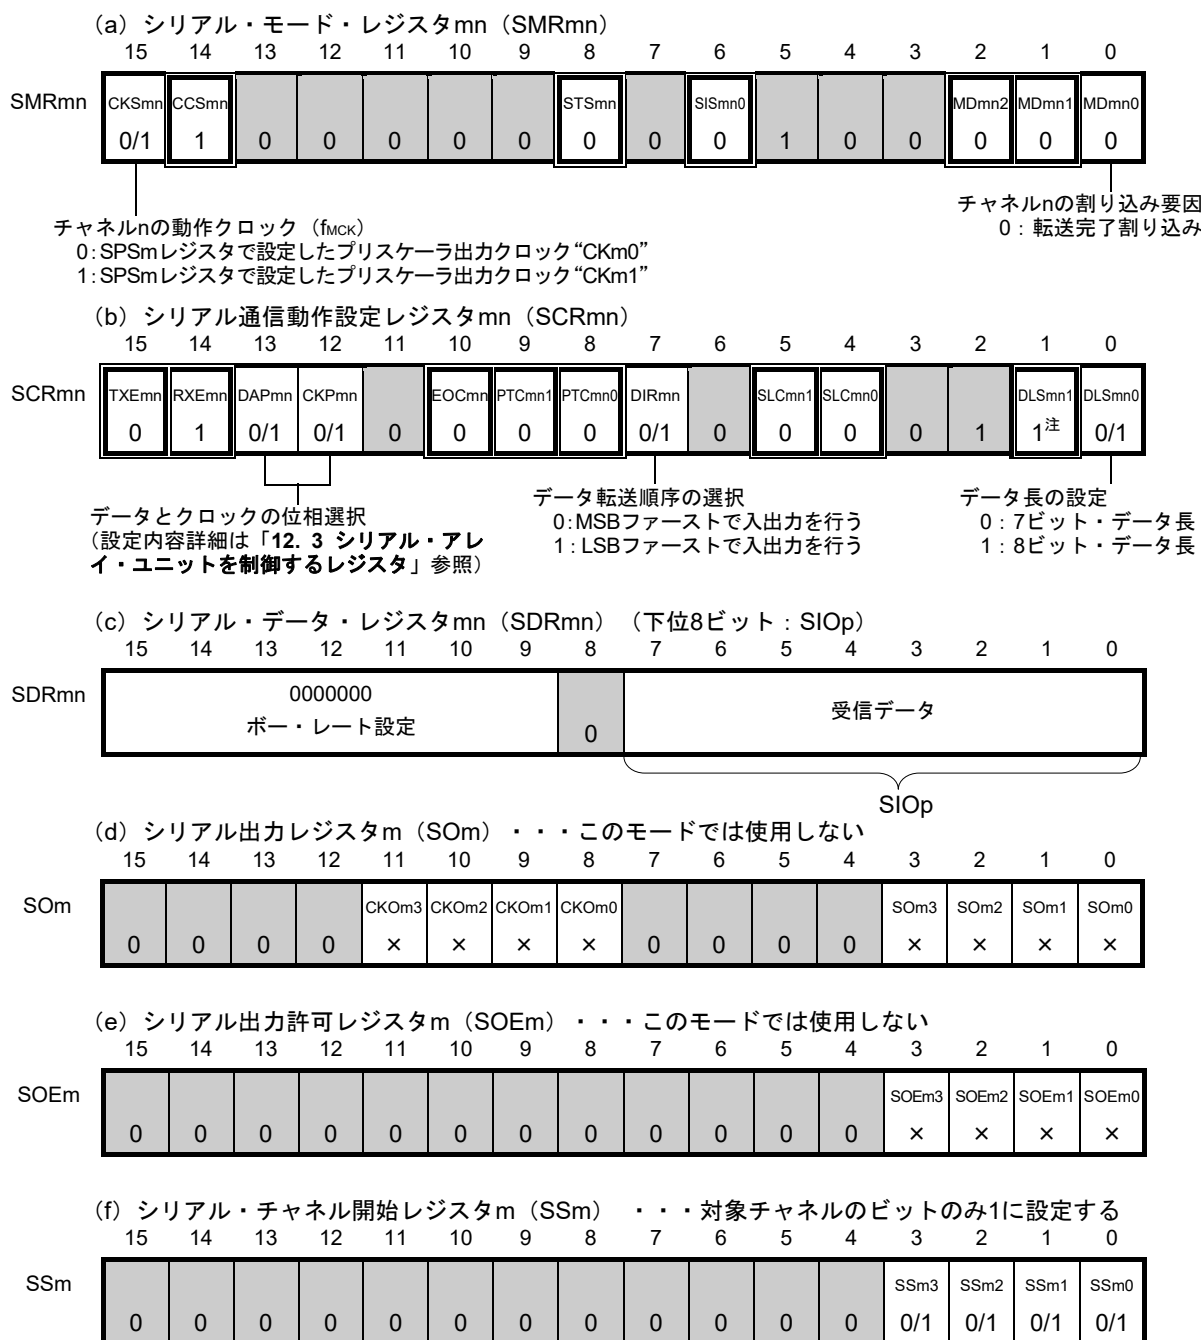 (a) シリアル・モード・レジスタmn（SMRmn）
15 14 13 12 11 10 9 8 7 6 5 4 3 2 1 0
SMRmn CKSmn CCSmn STSmn SISmn0 MDmn2 MDmn1 MDmn0
0/1 1 0 0 0 0 0 0 0 0 1 0 0 0 0 0
チャネルnの動作クロック（fMCK）
0：SPSmレジスタで設定したプリスケーラ出力クロック“CKm0”
1：SPSmレジスタで設定したプリスケーラ出力クロック“CKm1”
チャネルnの割り込み要因
0：転送完了割り込み
(b) シリアル通信動作設定レジスタmn（SCRmn）
15 14 13 12 11 10 9 8 7 6 5 4 3 2 1 0
SCRmn TXEmn RXEmn DAPmn CKPmn EOCmn PTCmn1 PTCmn0 DIRmn SLCmn1 SLCmn0 DLSmn1 DLSmn0
0 1 0/1 0/1 0 0 0 0 0/1 0 0 0 0 1 1注 0/1
データとクロックの位相選択
（設定内容詳細は「12. 3 シリアル・アレ
イ・ユニットを制御するレジスタ」参照）
データ転送順序の選択
0：MSBファーストで入出力を行う
1：LSBファーストで入出力を行う
データ長の設定
0：7ビット・データ長
1：8ビット・データ長
(c) シリアル・データ・レジスタmn（SDRmn）（下位8ビット：SIOp）
15 14 13 12 11 10 9 8 7 6 5 4 3 2 1 0
SDRmn 0000000
ボー・レート設定
0
受信データ
SIOp
(d) シリアル出力レジスタm（SOm）・・・このモードでは使用しない
15 14 13 12 11 10 9 8 7 6 5 4 3 2 1 0
SOm CKOm3 CKOm2 CKOm1 CKOm0 SOm3 SOm2 SOm1 SOm0
0 0 0 0 × × × × 0 0 0 0 × × × ×
(e) シリアル出力許可レジスタm（SOEm）・・・このモードでは使用しない
15 14 13 12 11 10 9 8 7 6 5 4 3 2 1 0
SOEm SOEm3 SOEm2 SOEm1 SOEm0
0 0 0 0 0 0 0 0 0 0 0 0 × × × ×
(f) シリアル・チャネル開始レジスタm（SSm） ・・・対象チャネルのビットのみ1に設定する
15 14 13 12 11 10 9 8 7 6 5 4 3 2 1 0
SSm SSm3 SSm2 SSm1 SSm0
0 0 0 0 0 0 0 0 0 0 0 0 0/1 0/1 0/1 0/1